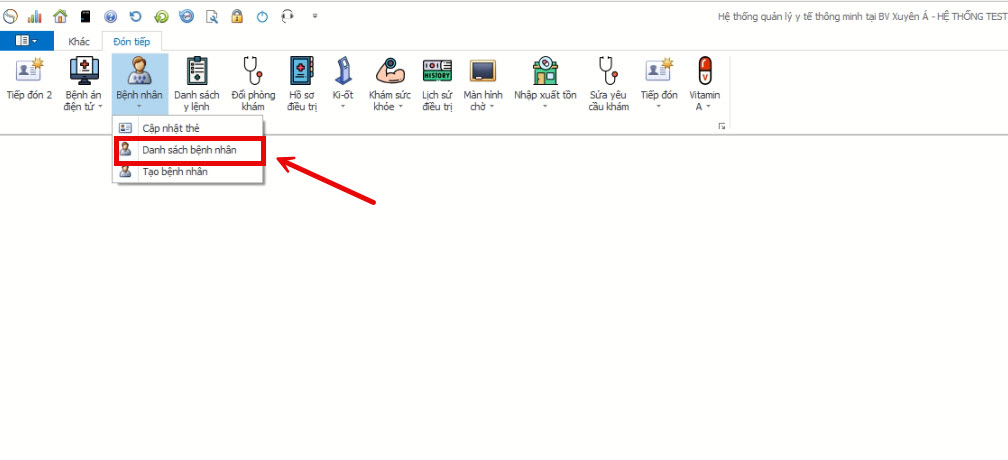 Hệ thống quản lý y tế thông minh tại BV Xuyên Á - HỆ THỐNG TEST
Khác
Đón tiếp
Tiếp đón 2
Bệnh án điện tử
Bệnh nhân
Danh sách y lệnh
Đổi phòng khám
Hồ sơ điều trị
Ki-ốt
Khám sức khỏe
HISTORY
Lịch sử điều trị
Màn hình chờ
Nhập xuất tồn
Sửa yêu cầu khám
Tiếp đón
Vitamin A
Cập nhật thẻ
Danh sách bệnh nhân
Tạo bệnh nhân